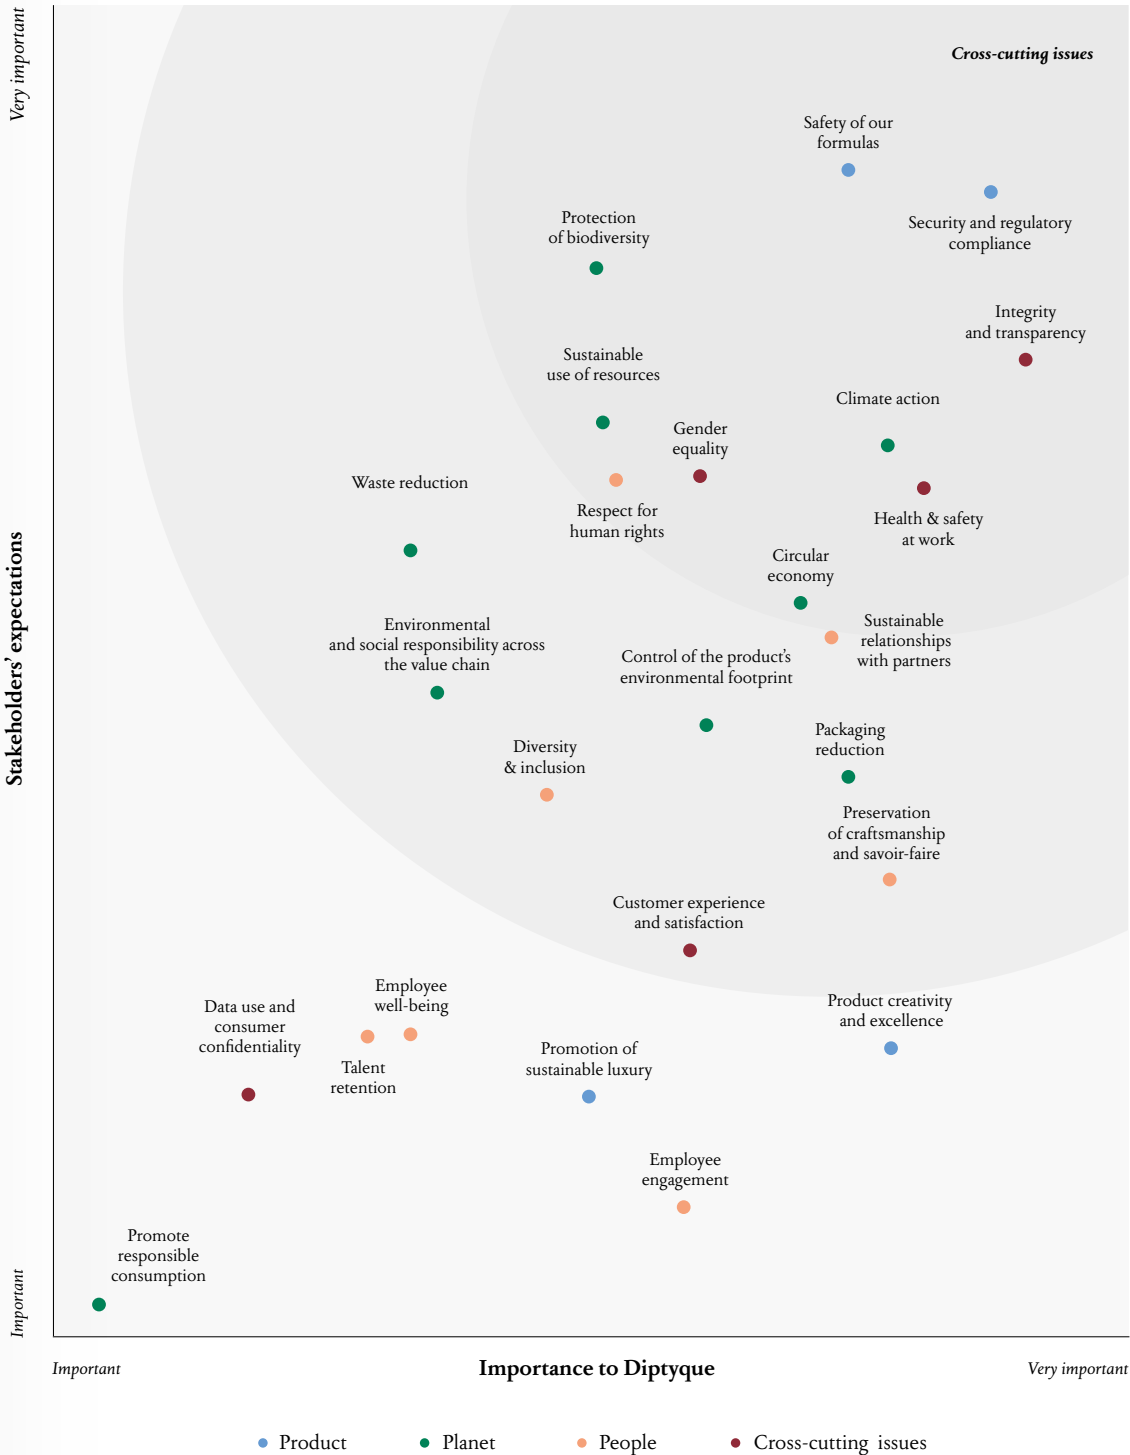 Very important
Cross-cutting issues
Safety of our
formulas
Security and regulatory
compliance
Protection
of biodiversity
Integrity
and transparency
Sustainable
use of resources
Climate action
Gender
equality
Waste reduction
Respect for
human rights
Health & safety
at work
Circular
economy
Stakeholders' expectations
Environmental
and social responsibility across
the value chain
Sustainable
relationships
with partners
Control of the product's
environmental footprint
Packaging
reduction
Diversity
& inclusion
Preservation
of craftsmanship
and savoir-faire
Customer experience
and satisfaction
Employee
well-being
Data use and
consumer
confidentiality
Product creativity
and excellence
Talent
retention
Promotion of
sustainable luxury
Employee
engagement
Promote
responsible
consumption
Important
Important
Importance to Diptyque
Very important
Product
Planet
People
Cross-cutting issues